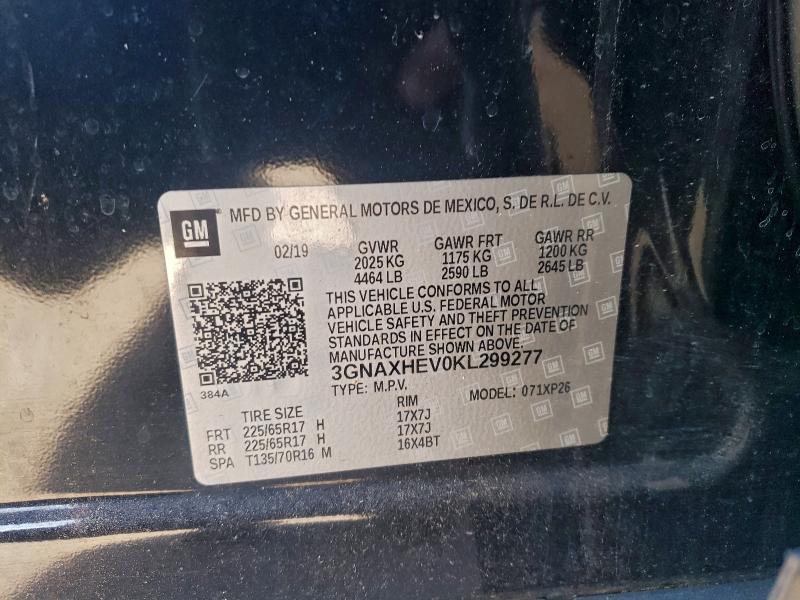 GM MFD BY GENERAL MOTORS DE MEXICO, S. DE R.L. DE C.V.
02/19 GVWR GAWR FRT GAWR RR
2025 KG 1175 KG 1200 KG
4464 LB 2590 LB 2645 LB
THIS VEHICLE CONFORMS TO ALL
APPLICABLE U.S. FEDERAL MOTOR
VEHICLE SAFETY AND THEFT PREVENTION
STANDARDS IN EFFECT ON THE DATE OF
MANUFACTURE SHOWN ABOVE.
3GNAXHEV0KL299277
384A
TYPE: M.P.V. MODEL: 071XP26
TIRE SIZE RIM
FRT 225/65R17 H 17X7J
RR 225/65R17 H 17X7J
SPA T135/70R16 M 16X4BT